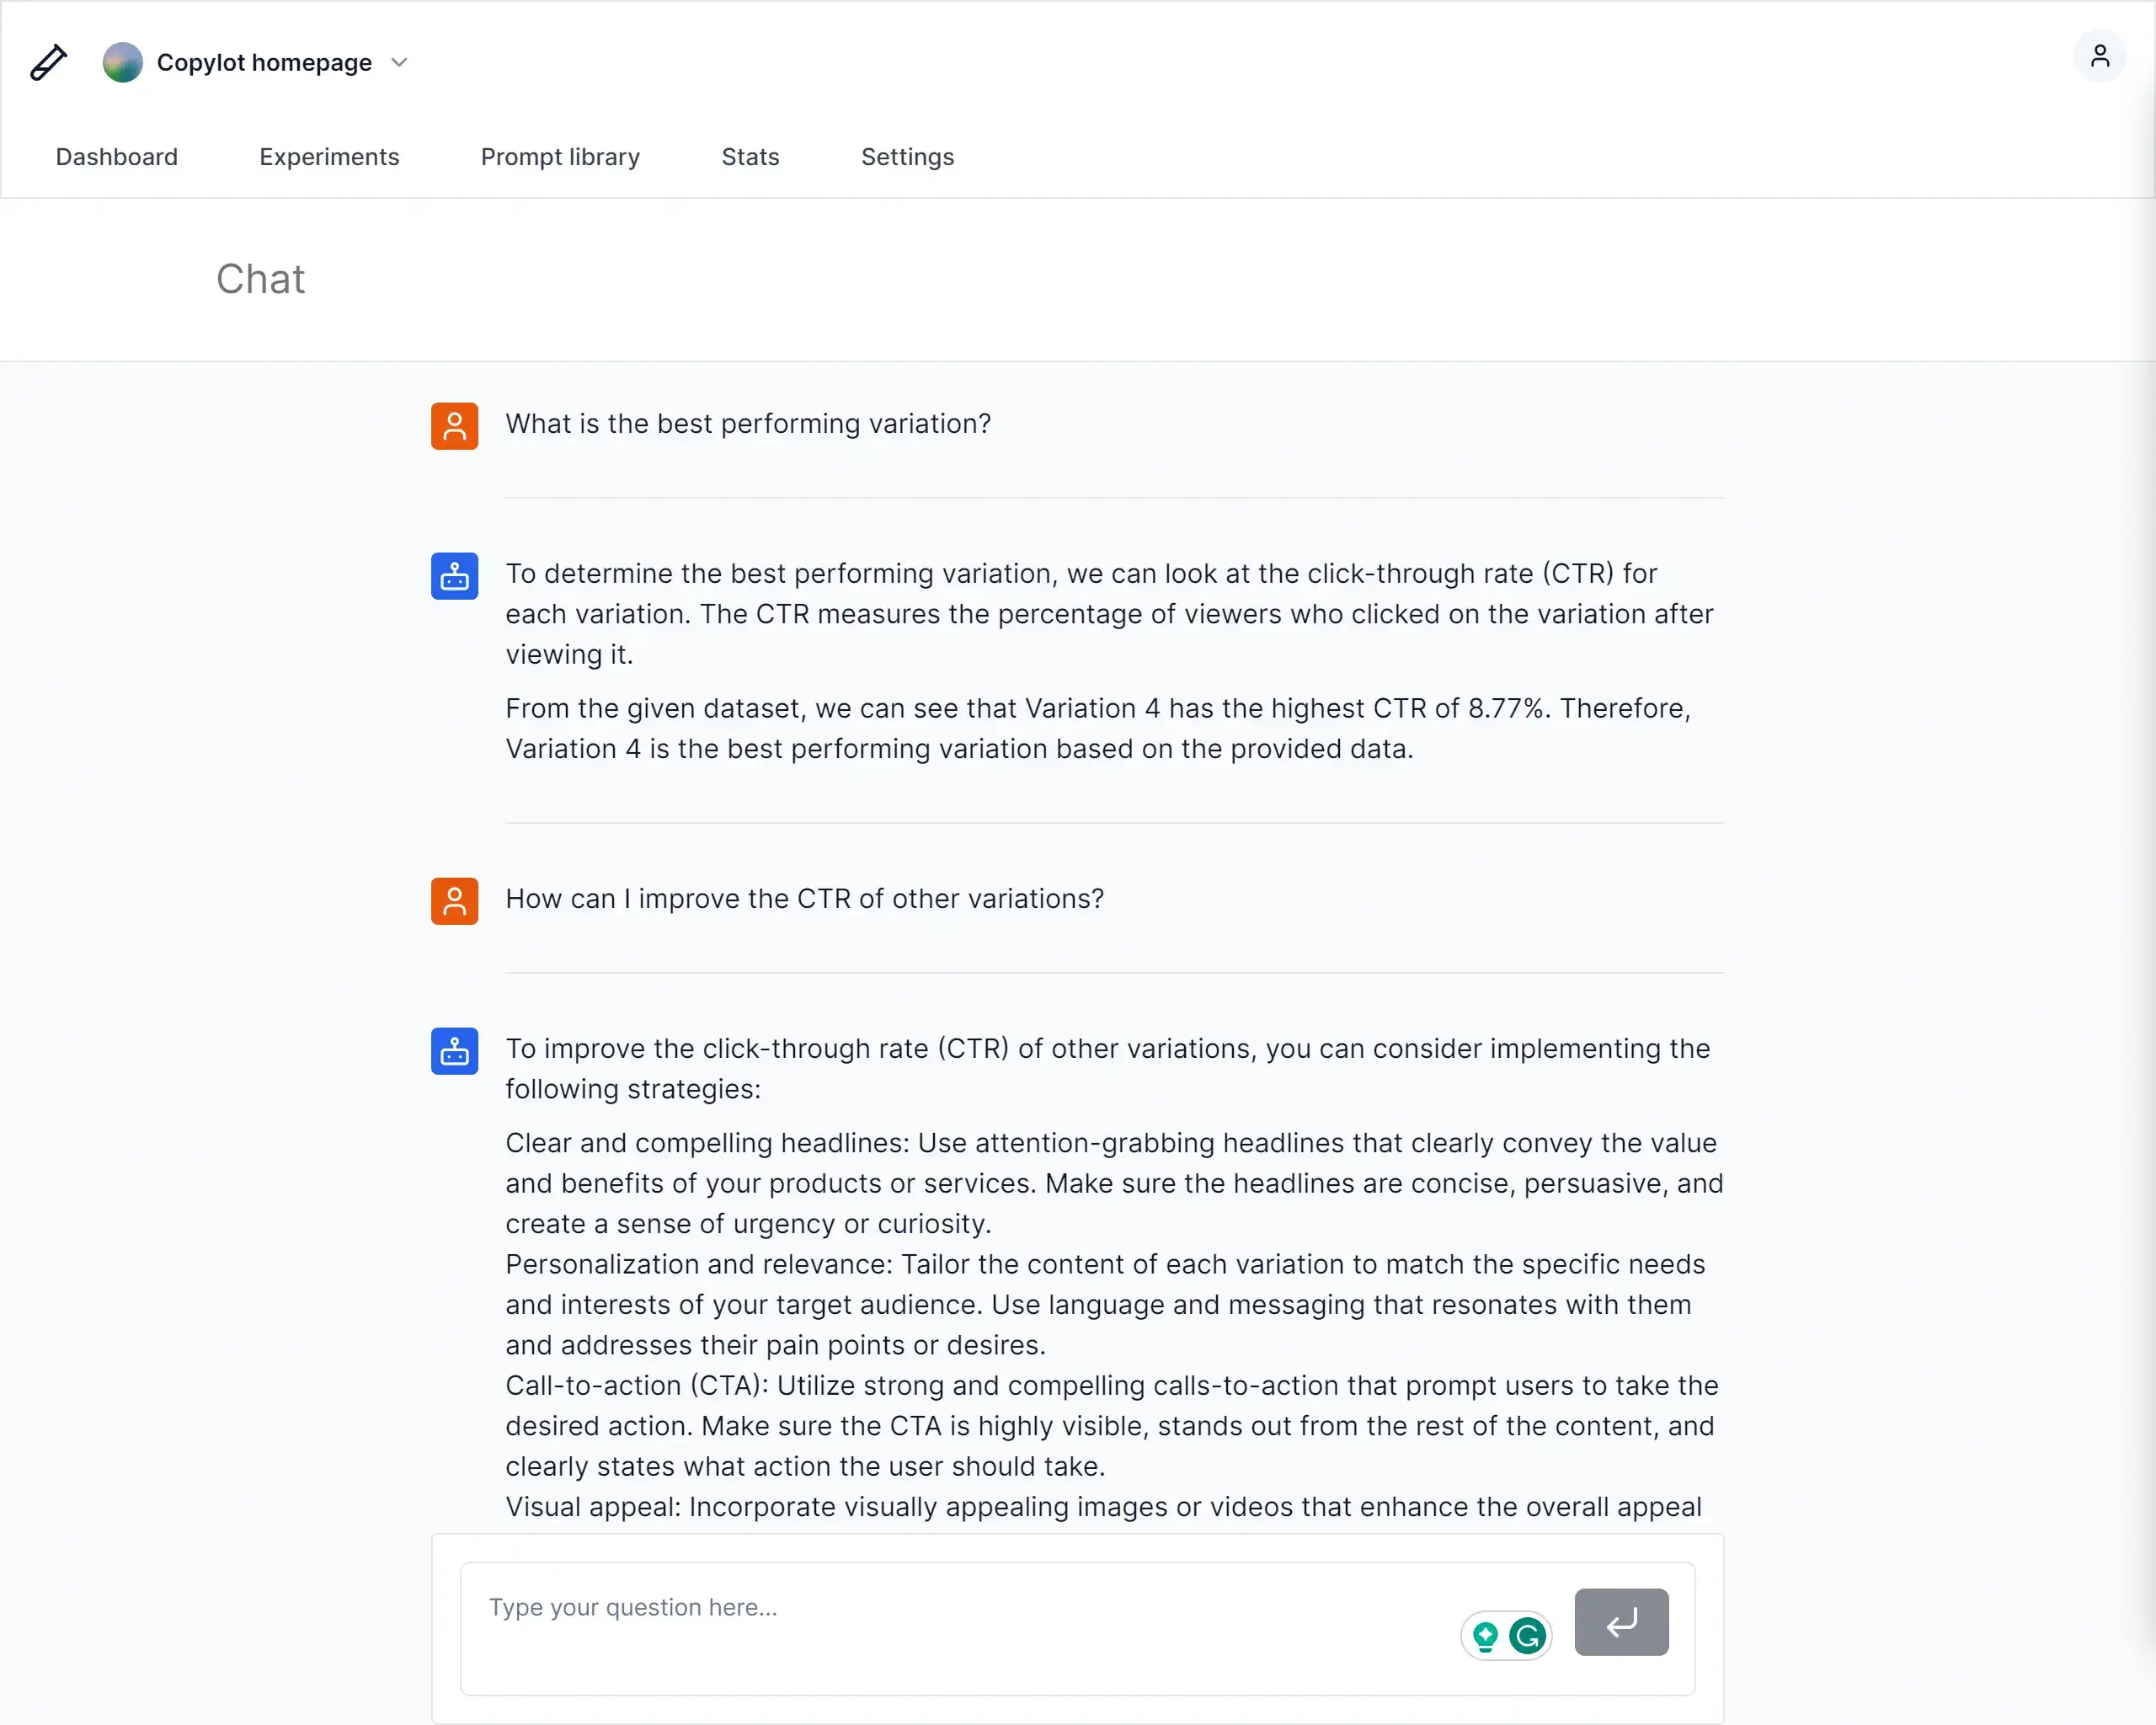 Copylot homepage
Dashboard
Experiments
Prompt library
Stats
Settings
Chat
What is the best performing variation?
To determine the best performing variation, we can look at the click-through rate (CTR) for
each variation. The CTR measures the percentage of viewers who clicked on the variation after
viewing it.
From the given dataset, we can see that Variation 4 has the highest CTR of 8.77%. Therefore,
Variation 4 is the best performing variation based on the provided data.
How can I improve the CTR of other variations?
To improve the click-through rate (CTR) of other variations, you can consider implementing the
following strategies:
Clear and compelling headlines: Use attention-grabbing headlines that clearly convey the value
and benefits of your products or services. Make sure the headlines are concise, persuasive, and
create a sense of urgency or curiosity.
Personalization and relevance: Tailor the content of each variation to match the specific needs
and interests of your target audience. Use language and messaging that resonates with them
and addresses their pain points or desires.
Call-to-action (CTA): Utilize strong and compelling calls-to-action that prompt users to take the
desired action. Make sure the CTA is highly visible, stands out from the rest of the content, and
clearly states what action the user should take.
Visual appeal: Incorporate visually appealing images or videos that enhance the overall appeal
Type your question here...